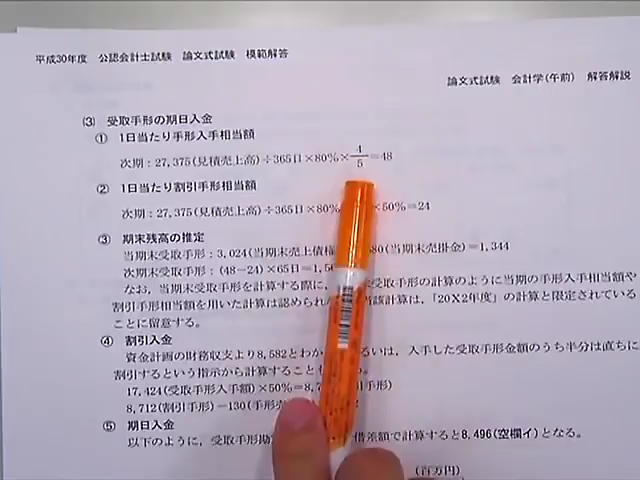 平成30年度 公認会計士試験 論文式試験 模範解答
論文式試験 会計学(午前) 解答解説
(3) 受取手形の期日入金
① 1日当たり手形入手相当額
次期：27,375(見積売上高)÷365日×80%×4/5＝48
② 1日当たり割引手形相当額
次期：27,375(見積売上高)÷365日×80% ×50%＝24
③ 期末残高の推定
当期末受取手形：3,024(当期末売上債権 80(当期末売掛金)＝1,344
次期末受取手形：(48－24)×65日＝1,56
なお，当期末受取手形を計算する際に， 末受取手形の計算のように当期の手形入手相当額や
割引手形相当額を用いた計算は認められ 当該計算は，「20X2年度」の計算と限定されている
ことに留意する。
④ 割引入金
資金計画の財務収支より8,582とわか るいは，入手した受取手形金額のうち半分は直ちに
割引するという指示から計算すること
17,424(受取手形入手額)×50%＝8,7 手形)
8,712(割引手形)－130(手形売 2
⑤ 期日入金
以下のように，受取手形勘 借差額で計算すると8,496(空欄イ)となる。
(百万円)